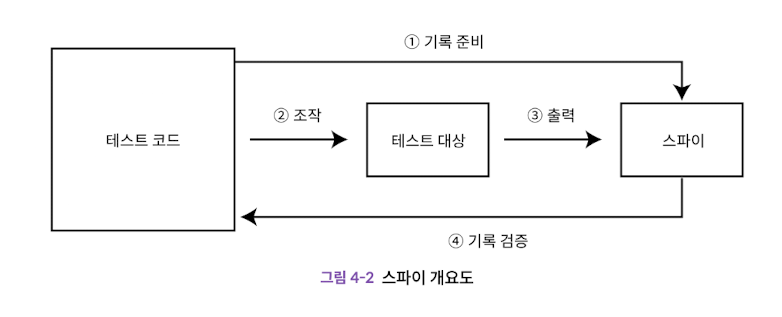 ① 기록 준비
② 조작
③ 출력
테스트 코드
테스트 대상
스파이
④ 기록 검증
그림 4-2 스파이 개요도